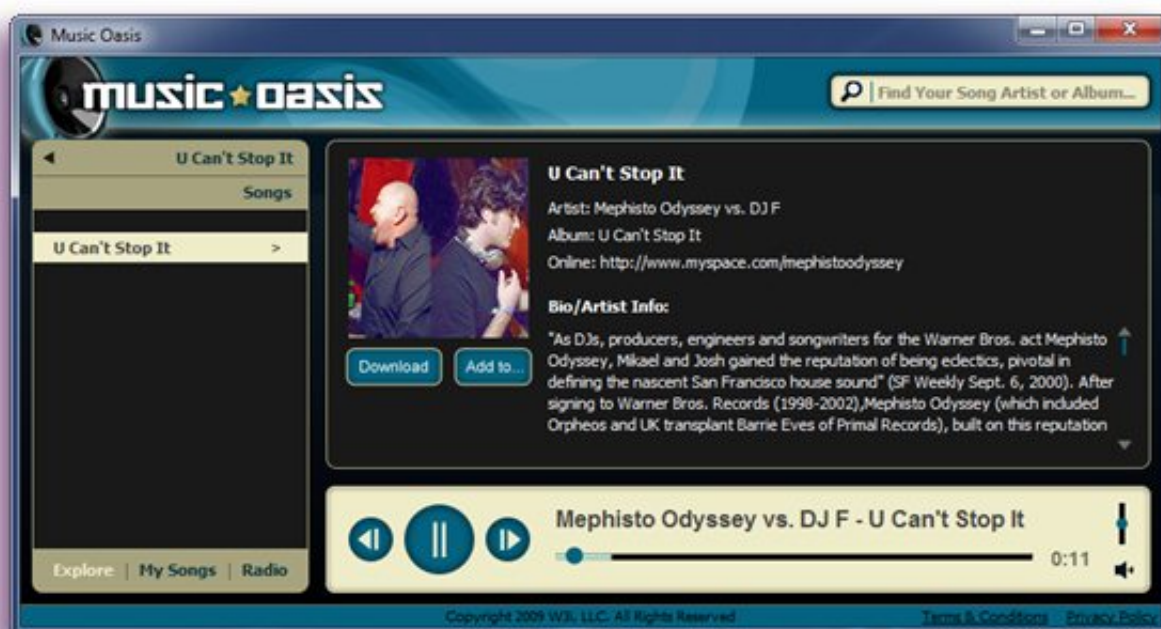 Music Oasis
music oasis
Find Your Song Artist or Album...
U Can't Stop It
Songs
U Can't Stop It >
Explore | My Songs | Radio
U Can't Stop It
Artist: Mephisto Odyssey vs. DJ F
Album: U Can't Stop It
Online: http://www.myspace.com/mephistoodyssey
Bio/Artist Info:
"As DJs, producers, engineers and songwriters for the Warner Bros. act Mephisto
Odyssey, Mikael and Josh gained the reputation of being eclectics, pivotal in
defining the nascent San Francisco house sound" (SF Weekly Sept. 6, 2000). After
signing to Warner Bros. Records (1998-2002),Mephisto Odyssey (which included
Orpheos and UK transplant Barrie Eves of Primal Records), built on this reputation
Download
Add to...
Mephisto Odyssey vs. DJ F - U Can't Stop It
0:11
Copyright 2009 W3i, LLC. All Rights Reserved
Terms & Conditions
Privacy Policy